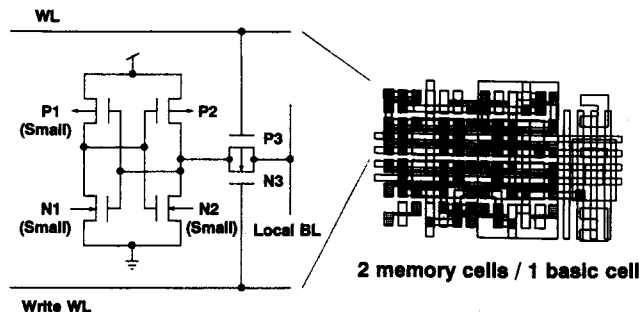 WL
P1
(Small)
P2
P3
N3
N1
(Small)
N2
(Small)
Local BL
Write WL
2 memory cells / 1 basic cell